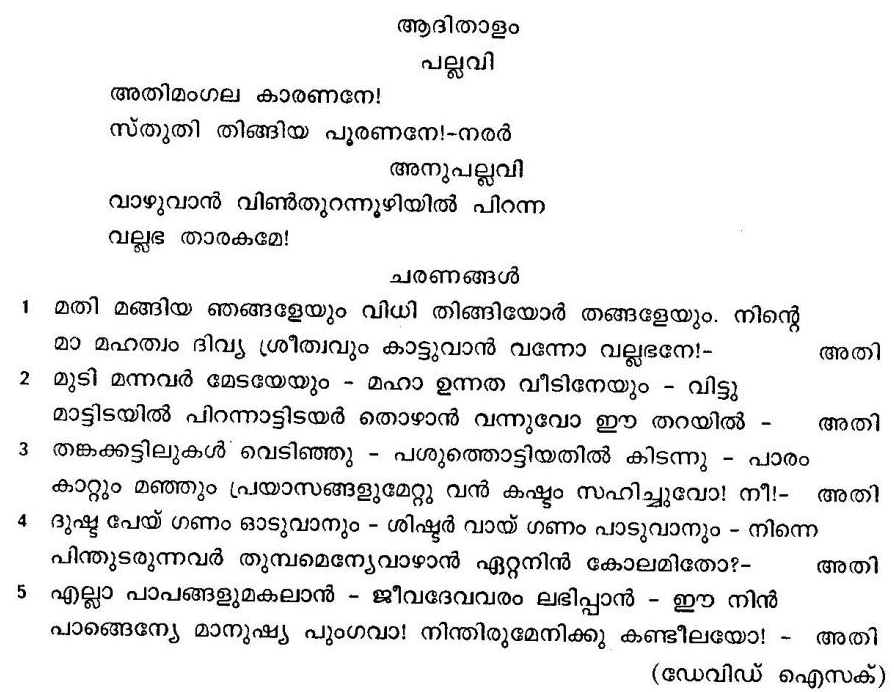 ആദിതാളം
പല്ലവി
അതിമംഗല കാരണനേ!
സ്തുതി തിങ്ങിയ പൂരണനേ!-നരർ
അനുപല്ലവി
വാഴുവാൻ വിൺതുറന്നൂഴിയിൽ പിറന്ന
വല്ലഭ താരകമേ!
ചരണങ്ങൾ
1 മതി മങ്ങിയ ഞങ്ങളേയും വിധി തിങ്ങിയോർ തങ്ങളേയും. നിന്റെ
മാ മഹത്വം ദിവ്യ ശ്രീത്വവും കാട്ടുവാൻ വന്നോ വല്ലഭനേ!- അതി
2 മുടി മന്നവർ മേടയേയും - മഹാ ഉന്നത വീടിനേയും - വിട്ടു
മാട്ടിടയിൽ പിറന്നാട്ടിടയർ തൊഴാൻ വന്നുവോ ഈ തറയിൽ - അതി
3 തങ്കക്കട്ടിലുകൾ വെടിഞ്ഞു - പശുത്തൊട്ടിയതിൽ കിടന്നു - പാരം
കാറ്റും മഞ്ഞും പ്രയാസങ്ങളുമേറ്റു വൻ കഷ്ടം സഹിച്ചുവോ! നീ!- അതി
4 ദുഷ്ട പേയ് ഗണം ഓടുവാനും - ശിഷ്ടർ വായ് ഗണം പാടുവാനും - നിന്നെ
പിന്തുടരുന്നവർ തുമ്പമെന്യേവാഴാൻ ഏറ്റനിൻ കോലമിതോ?- അതി
5 എല്ലാ പാപങ്ങളുമകലാൻ - ജീവദേവവരം ലഭിപ്പാൻ - ഈ നിൻ
പാങ്ങെന്യേ മാനുഷ്യ പുംഗവാ! നിന്തിരുമേനിക്കു കണ്ടീലയോ! - അതി
(ഡേവിഡ് ഐസക്)